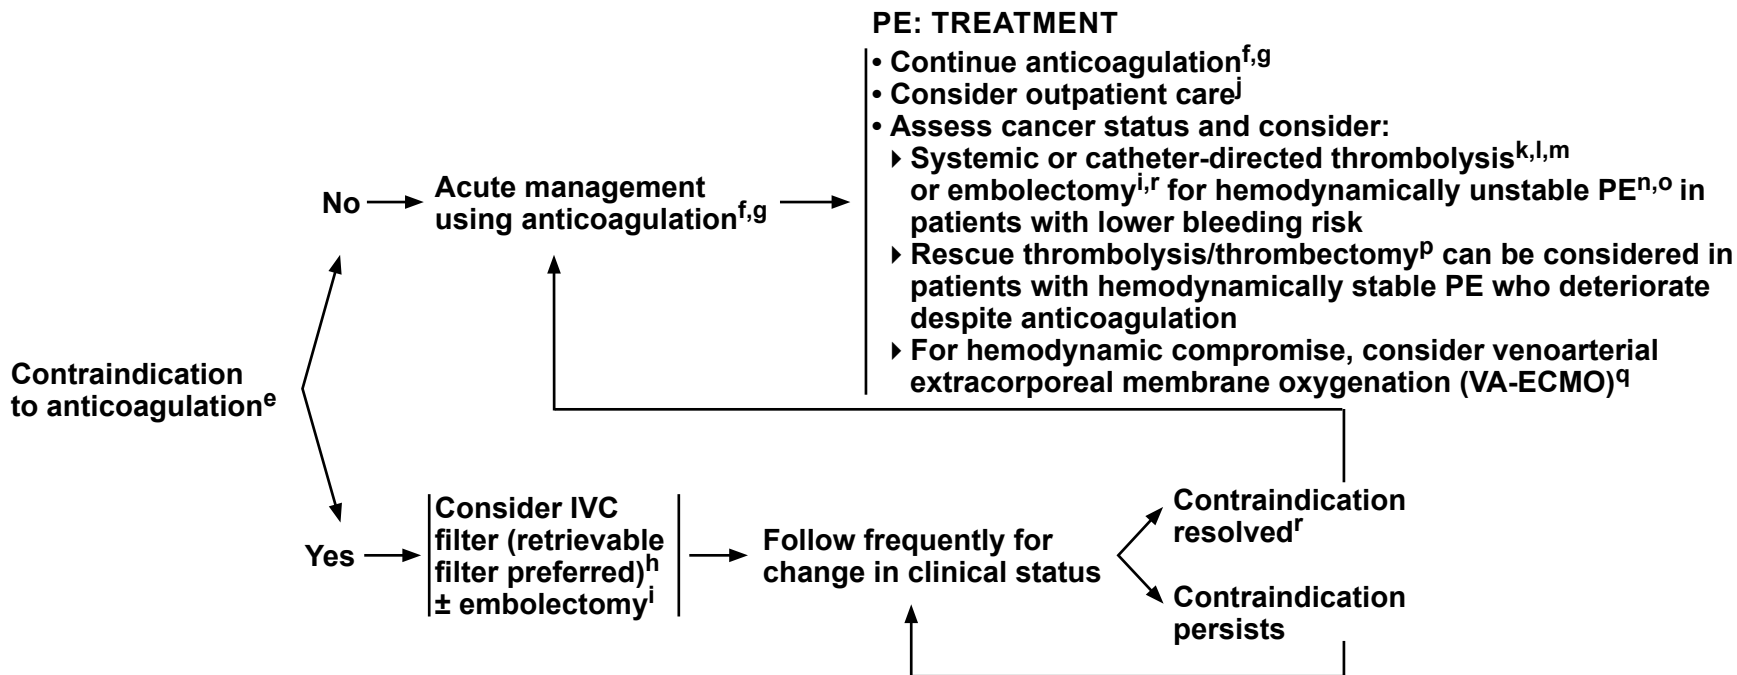 PE: TREATMENT
• Continue anticoagulationf,g
• Consider outpatient carej
• Assess cancer status and consider:
Systemic or catheter-directed thrombolysisk,l,m
or embolectomyi,r for hemodynamically unstable PEn,o in
patients with lower bleeding risk
Rescue thrombolysis/thrombectomyp can be considered in
patients with hemodynamically stable PE who deteriorate
despite anticoagulation
For hemodynamic compromise, consider venoarterial
extracorporeal membrane oxygenation (VA-ECMO)q
No
Acute management
using anticoagulationf,g
Contraindication
to anticoagulatione
Yes
Consider IVC
filter (retrievable
filter preferred)h
± embolectomyi
Follow frequently for
change in clinical status
Contraindication
resolvedr
Contraindication
persists